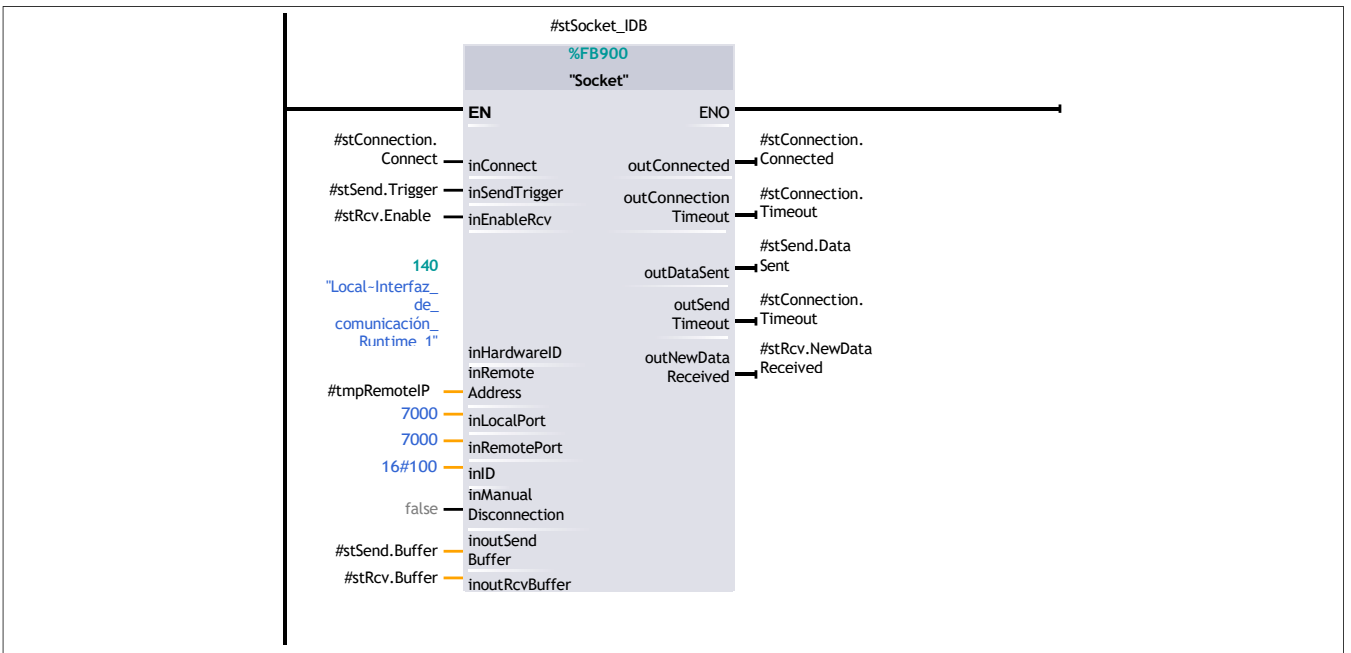 #stSocket_IDB
%FB900
"Socket"
EN
ENO
#stConnection.
Connect
inConnect
outConnected
#stConnection.
Connected
#stSend.Trigger
inSendTrigger
outConnection
Timeout
#stConnection.
Timeout
#stRcv.Enable
inEnableRcv
140
"Local~Interfaz_
de_
comunicación_
Runtime_1"
inHardwareID
outDataSent
#stSend.Data
Sent
outSend
Timeout
#stConnection.
Timeout
outNewData
Received
#stRcv.NewData
Received
#tmpRemoteIP
inRemote
Address
7000
inLocalPort
7000
inRemotePort
16#100
inID
false
inManual
Disconnection
#stSend.Buffer
inoutSend
Buffer
#stRcv.Buffer
inoutRcvBuffer